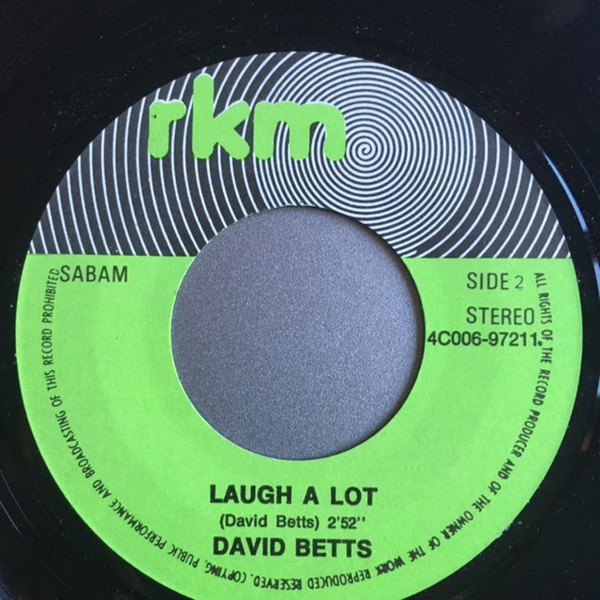 rkm
SABAM
SIDE 2
STEREO
4C006-97211.
LAUGH A LOT
(David Betts) 2'52"
DAVID BETTS
ALL RIGHTS OF THE RECORD PRODUCER AND OF THE OWNER OF THE WORK REPRODUCED RESERVED. COPYING, PUBLIC PERFORMANCE AND BROADCASTING OF THIS RECORD PROHIBITED